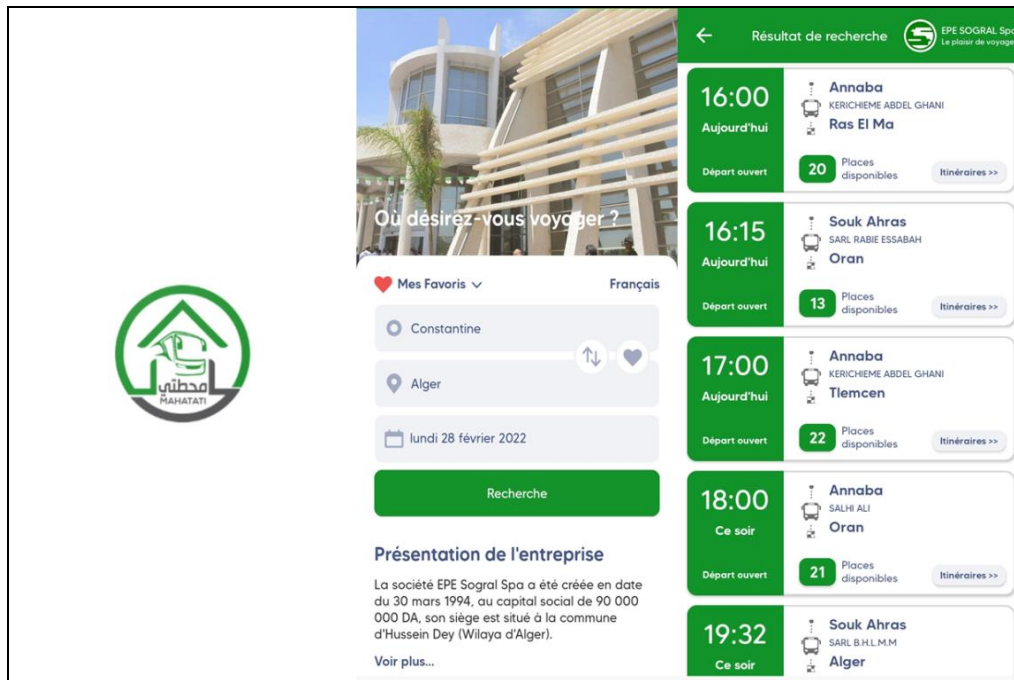 محطتي
MAHATATI
Où désirez-vous voyager ?
Mes Favoris
Français
Constantine
Alger
lundi 28 février 2022
Recherche
Présentation de l'entreprise
La société EPE Sogral Spa a été créée en date
du 30 mars 1994, au capital social de 90 000
000 DA, son siège est situé à la commune
d'Hussein Dey (Wilaya d'Alger).
Voir plus...
Résultat de recherche
EPE SOGRAL Spa
Le plaisir de voyager
16:00
Aujourd'hui
Départ ouvert
Annaba
KERICHIEME ABDEL GHANI
Ras El Ma
20
Places
disponibles
Itinéraires >>
16:15
Aujourd'hui
Départ ouvert
Souk Ahras
SARL RABIE ESSABAH
Oran
13
Places
disponibles
Itinéraires >>
17:00
Aujourd'hui
Départ ouvert
Annaba
KERICHIEME ABDEL GHANI
Tlemcen
22
Places
disponibles
Itinéraires >>
18:00
Ce soir
Départ ouvert
Annaba
SALHI ALI
Oran
21
Places
disponibles
Itinéraires >>
19:32
Ce soir
Souk Ahras
SARL B.H.L.M.M
Alger